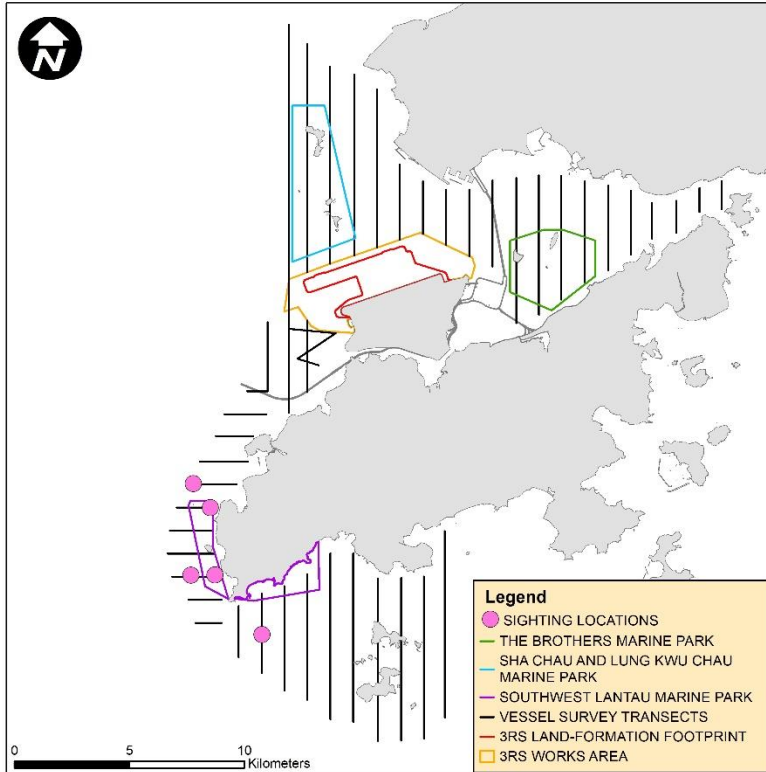 N
Legend
SIGHTING LOCATIONS
THE BROTHERS MARINE PARK
SHA CHAU AND LUNG KWU CHAU
MARINE PARK
SOUTHWEST LANTAU MARINE PARK
VESSEL SURVEY TRANSECTS
3RS LAND-FORMATION FOOTPRINT
3RS WORKS AREA
0 5 10
Kilometers